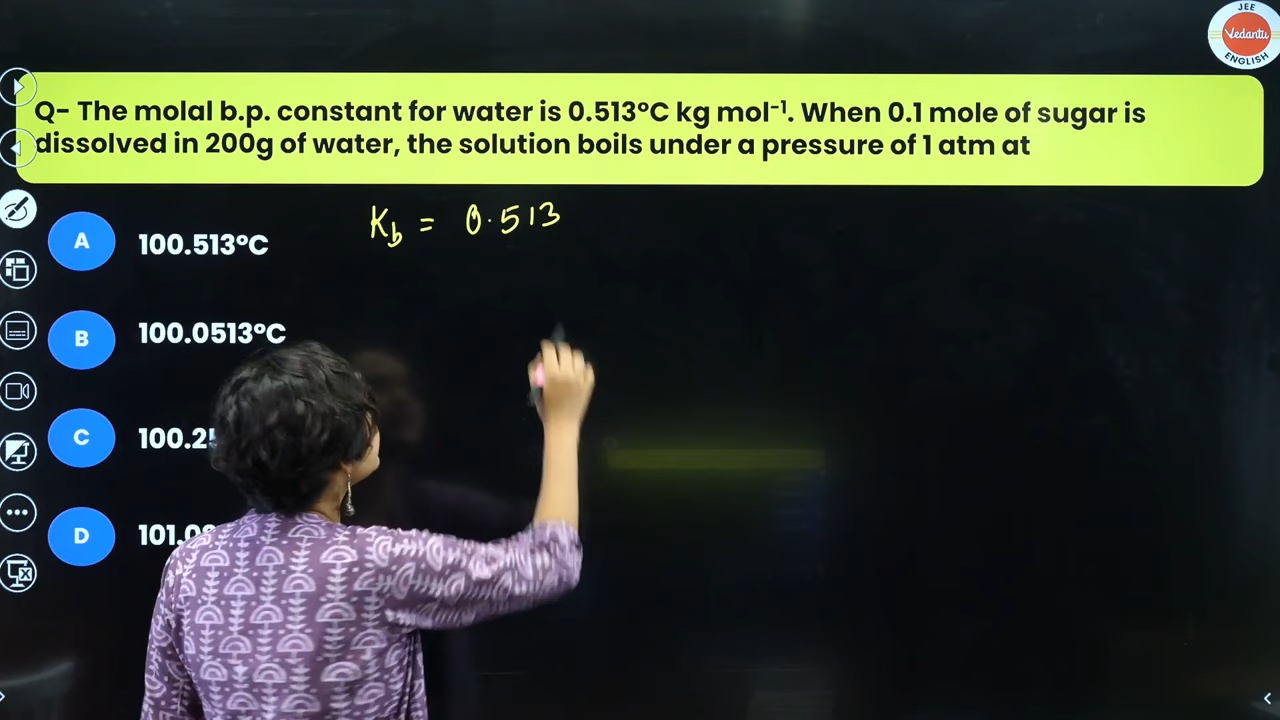 JEE
Vedantu
ENGLISH
Q- The molal b.p. constant for water is 0.513°C kg mol⁻¹. When 0.1 mole of sugar is
dissolved in 200g of water, the solution boils under a pressure of 1 atm at
K_b = 0.513
A 100.513°C
B 100.0513°C
C
D